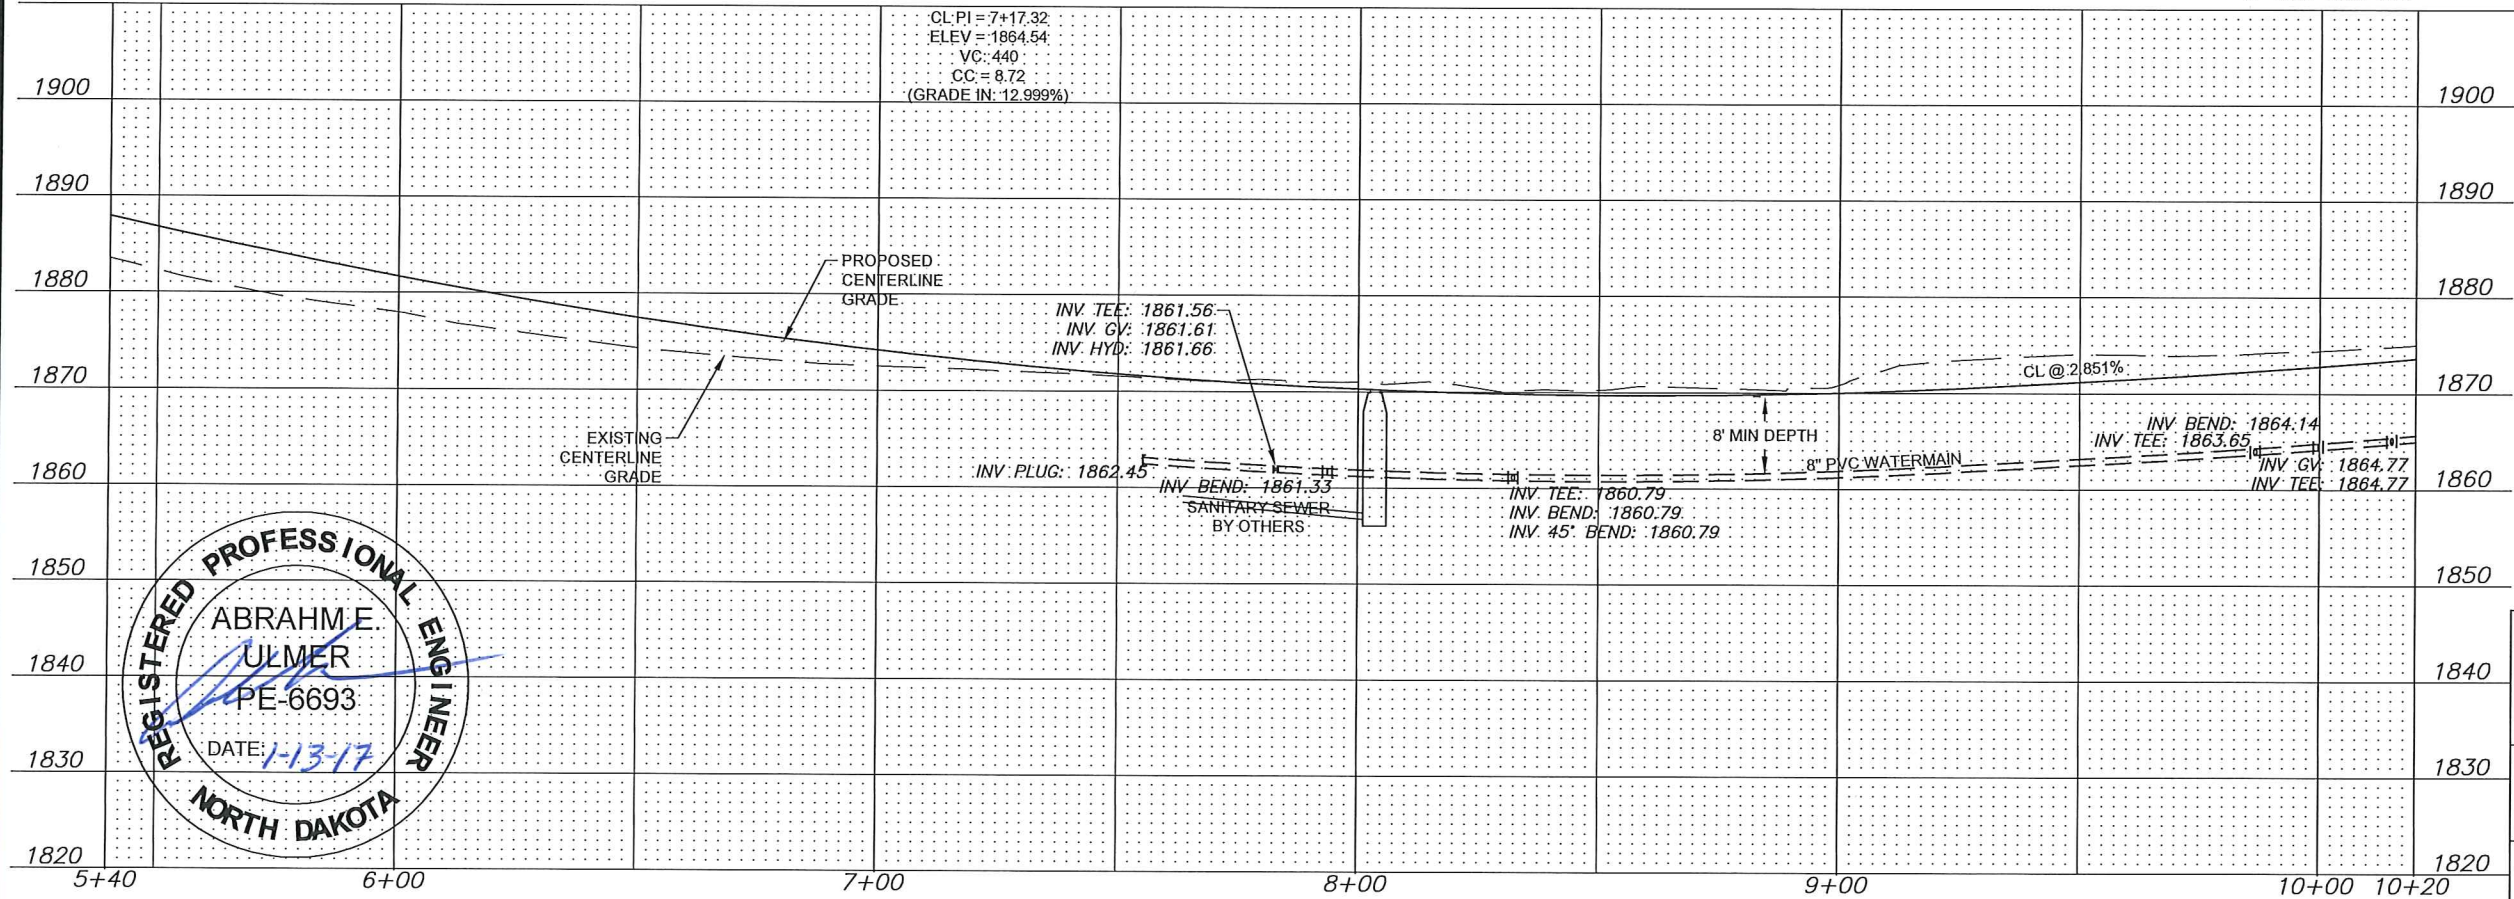 CL PI = 7+17.32
ELEV = 1864.54
VC: 440
CC = 8.72
(GRADE IN: 12.999%)
1900
1900
1890
1890
1880
1880
1870
1870
1860
1860
1850
1850
1840
1840
1830
1830
1820
1820
PROPOSED
CENTERLINE
GRADE
EXISTING
CENTERLINE
GRADE
INV TEE: 1861.56
INV GV: 1861.61
INV HYD: 1861.66
INV PLUG: 1862.45
INV BEND: 1861.33
SANITARY SEWER
BY OTHERS
INV TEE: 1860.79
INV BEND: 1860.79
INV 45° BEND: 1860.79
8' MIN DEPTH
8" PVC WATERMAIN
CL @ 2.851%
INV BEND: 1864.14
INV TEE: 1863.65
INV GV: 1864.77
INV TEE: 1864.77
REGISTERED PROFESSIONAL ENGINEER
ABRAHM E.
ULMER
PE-6693
DATE: 1-13-17
NORTH DAKOTA
5+40
6+00
7+00
8+00
9+00
10+00
10+20